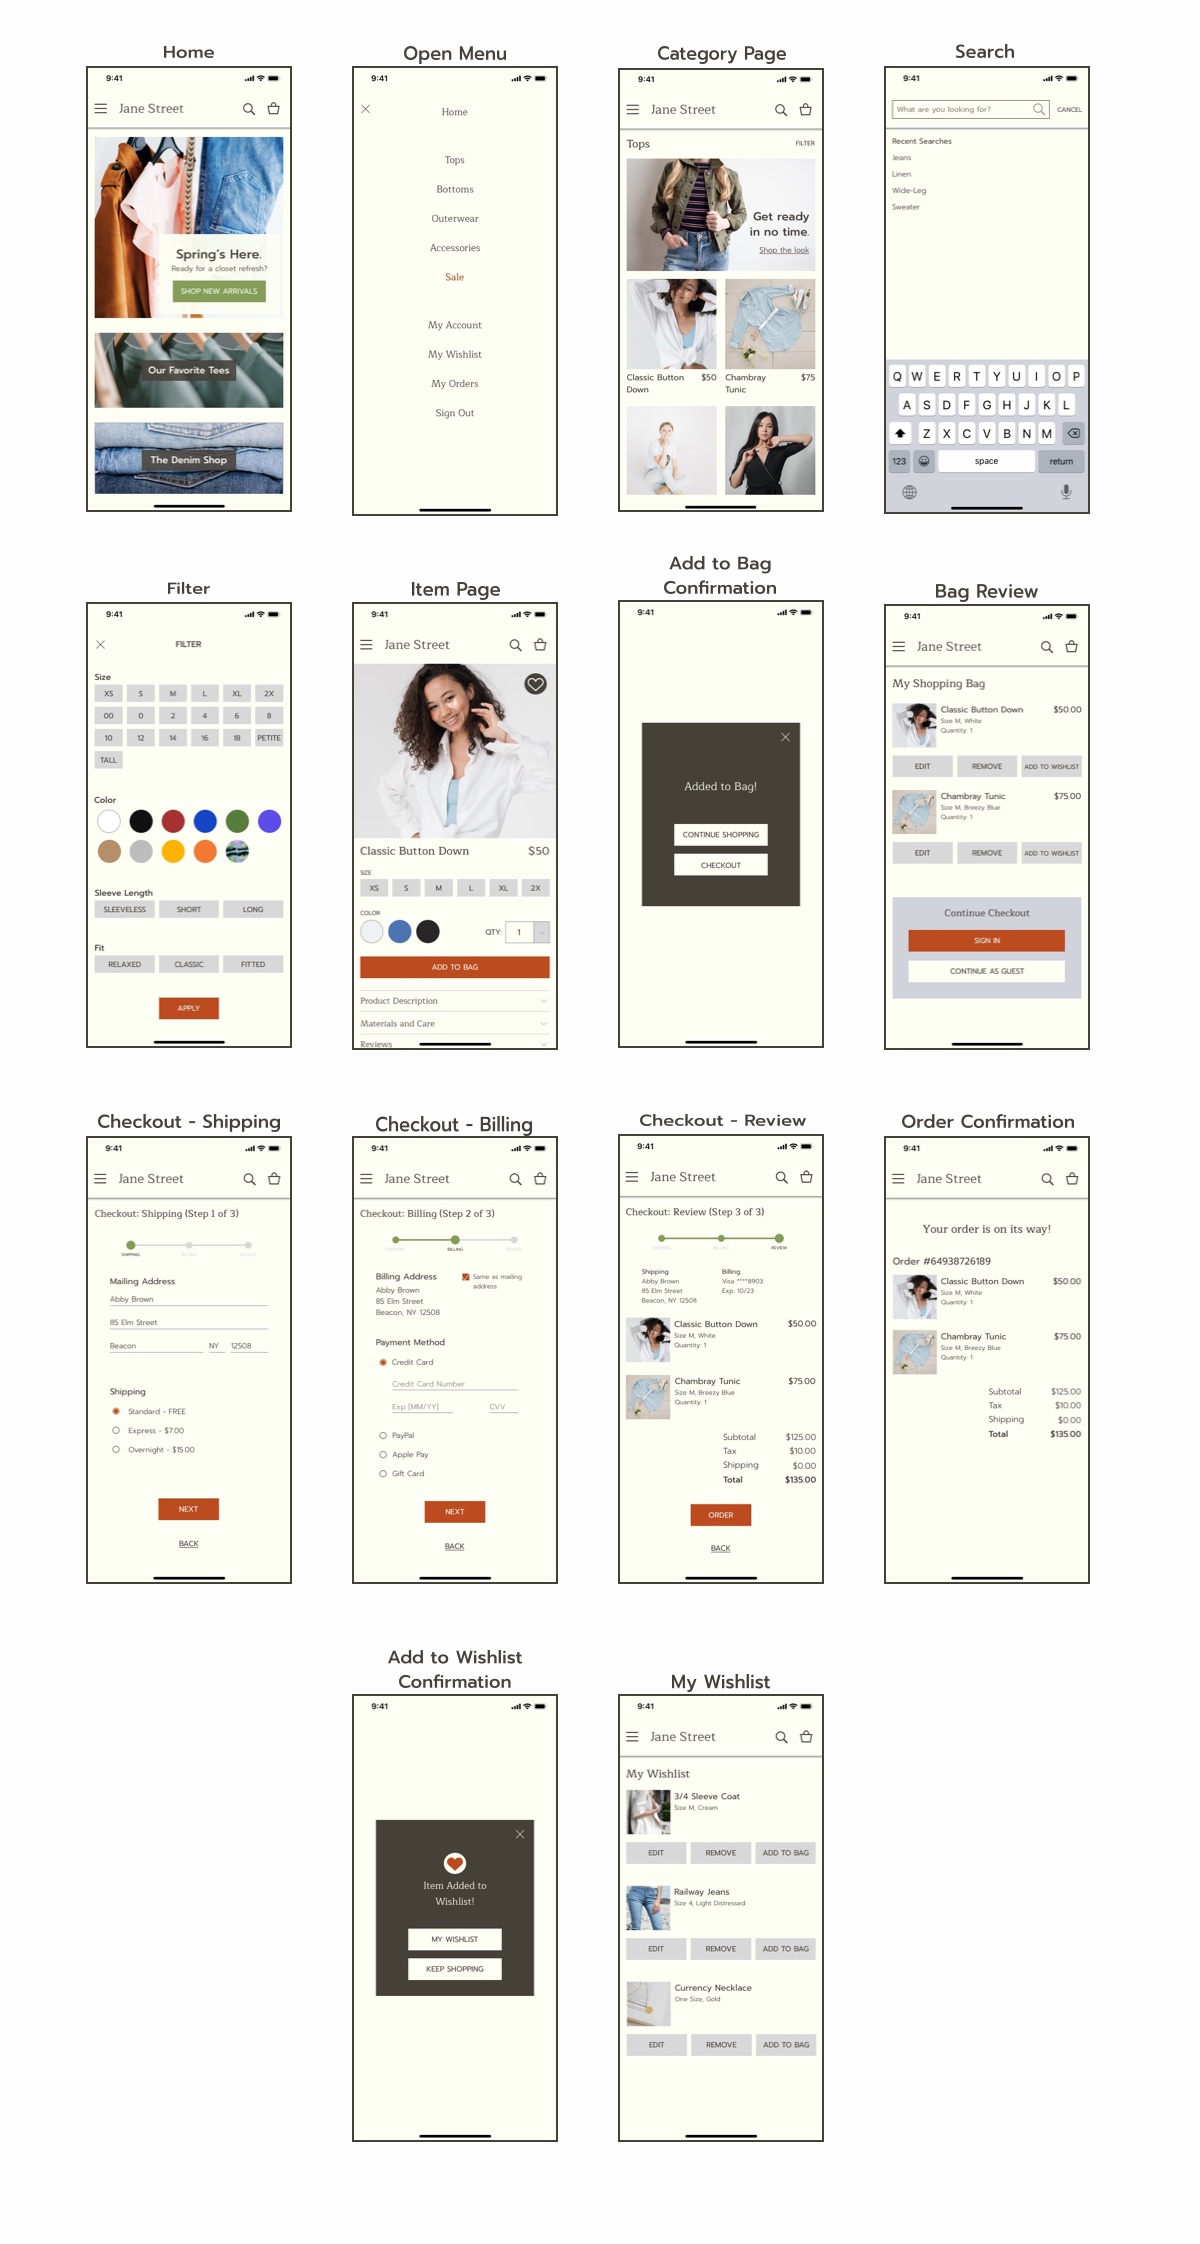 Home
9:41
Jane Street
Spring's Here.
Ready for a closet refresh?
SHOP NEW ARRIVALS
Our Favorite Tees
The Denim Shop
Open Menu
9:41
Home
Tops
Bottoms
Outerwear
Accessories
Sale
My Account
My Wishlist
My Orders
Sign Out
Category Page
9:41
Jane Street
Tops FILTER
Get ready
in no time.
Shop the look
Classic Button $50 Chambray $75
Down Tunic
Search
9:41
What are you looking for? CANCEL
Recent Searches
Jeans
Linen
Wide-Leg
Sweater
Q W E R T Y U I O P
A S D F G H J K L
Z X C V B N M
123 space return
Filter
9:41
FILTER
Size
XS S M L XL 2X
00 0 2 4 6 8
10 12 14 16 18 PETITE
TALL
Color
Sleeve Length
SLEEVELESS SHORT LONG
Fit
RELAXED CLASSIC FITTED
APPLY
Item Page
9:41
Jane Street
Classic Button Down $50
SIZE
XS S M L XL 2X
COLOR
QTY: 1
ADD TO BAG
Product Description
Materials and Care
Reviews
Add to Bag
Confirmation
9:41
Added to Bag!
CONTINUE SHOPPING
CHECKOUT
Bag Review
9:41
Jane Street
My Shopping Bag
Classic Button Down $50.00
Size M, White
Quantity: 1
EDIT REMOVE ADD TO WISHLIST
Chambray Tunic $75.00
Size M, Breezy Blue
Quantity: 1
EDIT REMOVE ADD TO WISHLIST
Continue Checkout
SIGN IN
CONTINUE AS GUEST
Checkout - Shipping
9:41
Jane Street
Checkout: Shipping (Step 1 of 3)
SHIPPING BILLING REVIEW
Mailing Address
Abby Brown
85 Elm Street
Beacon NY 12508
Shipping
Standard - FREE
Express - $7.00
Overnight - $15.00
NEXT
BACK
Checkout - Billing
9:41
Jane Street
Checkout: Billing (Step 2 of 3)
SHIPPING BILLING REVIEW
Billing Address Same as mailing
address
Abby Brown
85 Elm Street
Beacon, NY 12508
Payment Method
Credit Card
Credit Card Number
Exp [MM/YY] CVV
PayPal
Apple Pay
Gift Card
NEXT
BACK
Checkout - Review
9:41
Jane Street
Checkout: Review (Step 3 of 3)
SHIPPING BILLING REVIEW
Shipping Billing
Abby Brown Visa ****8903
85 Elm Street Exp. 10/23
Beacon, NY 12508
Classic Button Down $50.00
Size M, White
Quantity: 1
Chambray Tunic $75.00
Size M, Breezy Blue
Quantity: 1
Subtotal $125.00
Tax $10.00
Shipping $0.00
Total $135.00
ORDER
BACK
Order Confirmation
9:41
Jane Street
Your order is on its way!
Order #64938726189
Classic Button Down $50.00
Size M, White
Quantity: 1
Chambray Tunic $75.00
Size M, Breezy Blue
Quantity: 1
Subtotal $125.00
Tax $10.00
Shipping $0.00
Total $135.00
Add to Wishlist
Confirmation
9:41
Item Added to
Wishlist!
MY WISHLIST
KEEP SHOPPING
My Wishlist
9:41
Jane Street
My Wishlist
3/4 Sleeve Coat
Size M, Cream
EDIT REMOVE ADD TO BAG
Railway Jeans
Size 4, Light Distressed
EDIT REMOVE ADD TO BAG
Currency Necklace
One Size, Gold
EDIT REMOVE ADD TO BAG